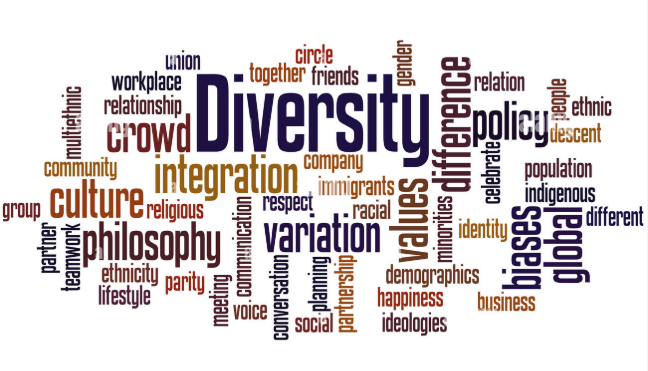 union
circle
gender
together
friends
workplace
Diversity
difference
relation
people
ethnic
multiethnic
relationship
crowd
policy
descent
community
integration
company
celebrate
population
immigrants
indigenous
group
culture
religious
respect
racial
values
minorities
identity
biases
global
different
partner
teamwork
philosophy
communication
variation
ethnicity
parity
meeting
conversation
planning
partnership
demographics
lifestyle
voice
social
happiness
business
ideologies